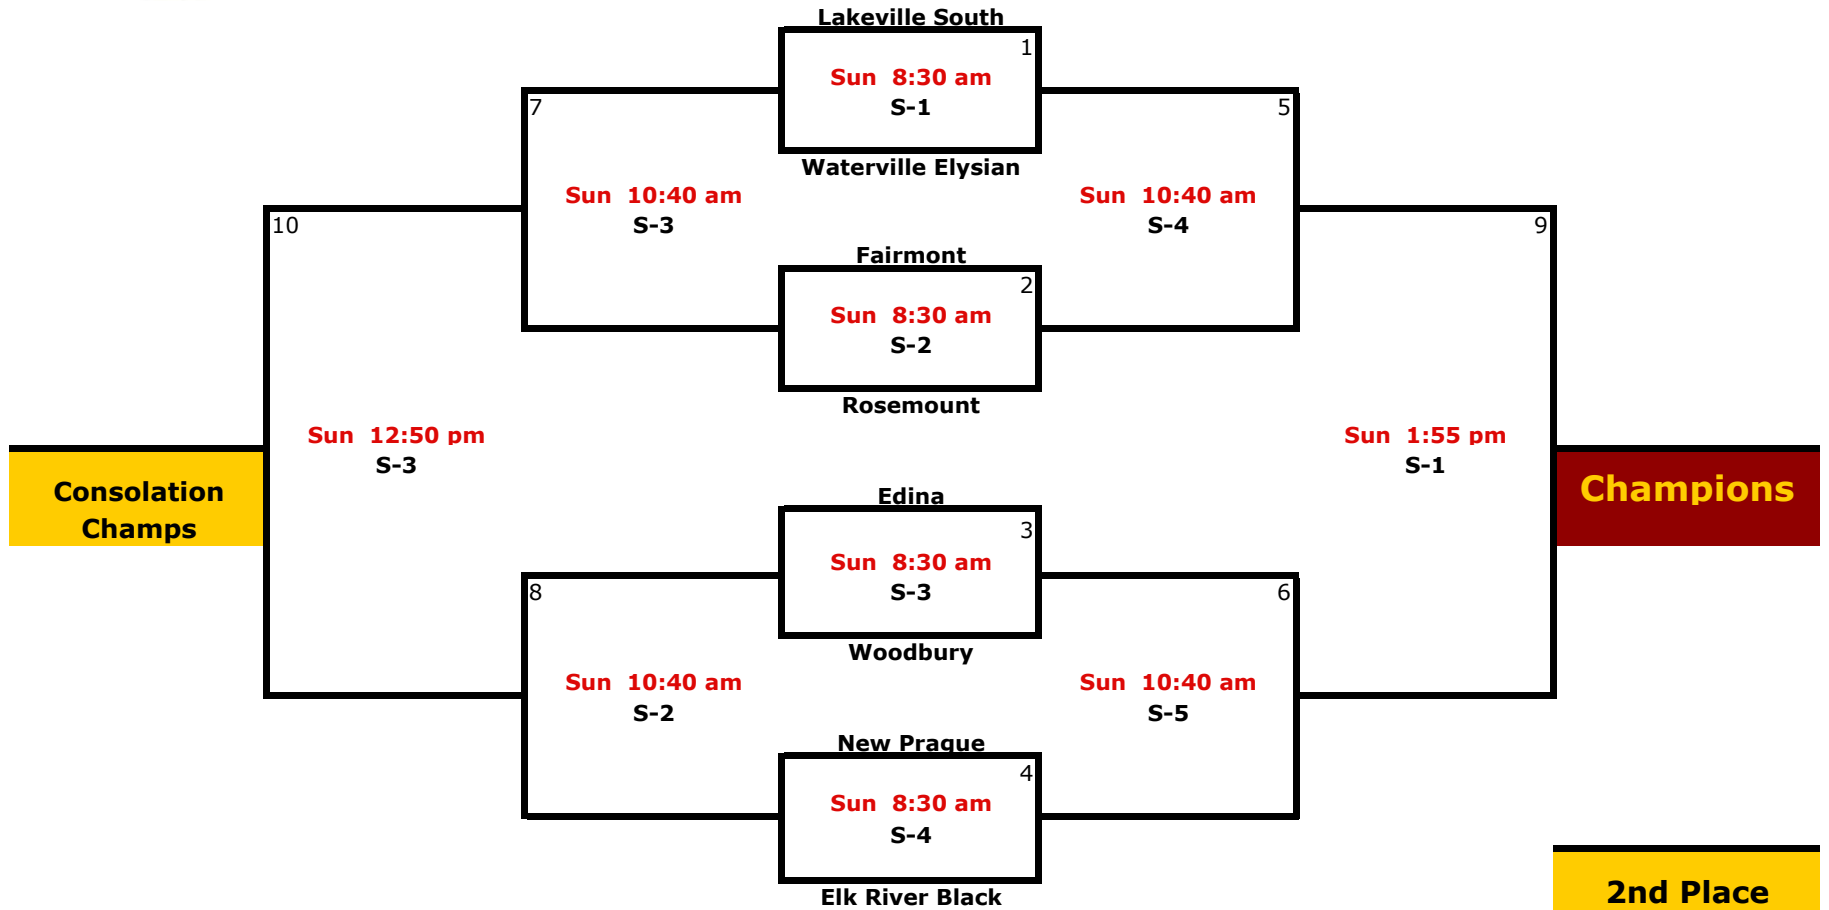 Lakeville South
1
Sun 8:30 am
S-1
7
5
Waterville Elysian
Sun 10:40 am
S-3
Sun 10:40 am
S-4
10
9
Fairmont
2
Sun 8:30 am
S-2
Rosemount
Sun 12:50 pm
S-3
Sun 1:55 pm
S-1
Consolation
Champs
Champions
Edina
3
Sun 8:30 am
S-3
8
6
Woodbury
Sun 10:40 am
S-2
Sun 10:40 am
S-5
New Prague
4
Sun 8:30 am
S-4
Elk River Black
2nd Place